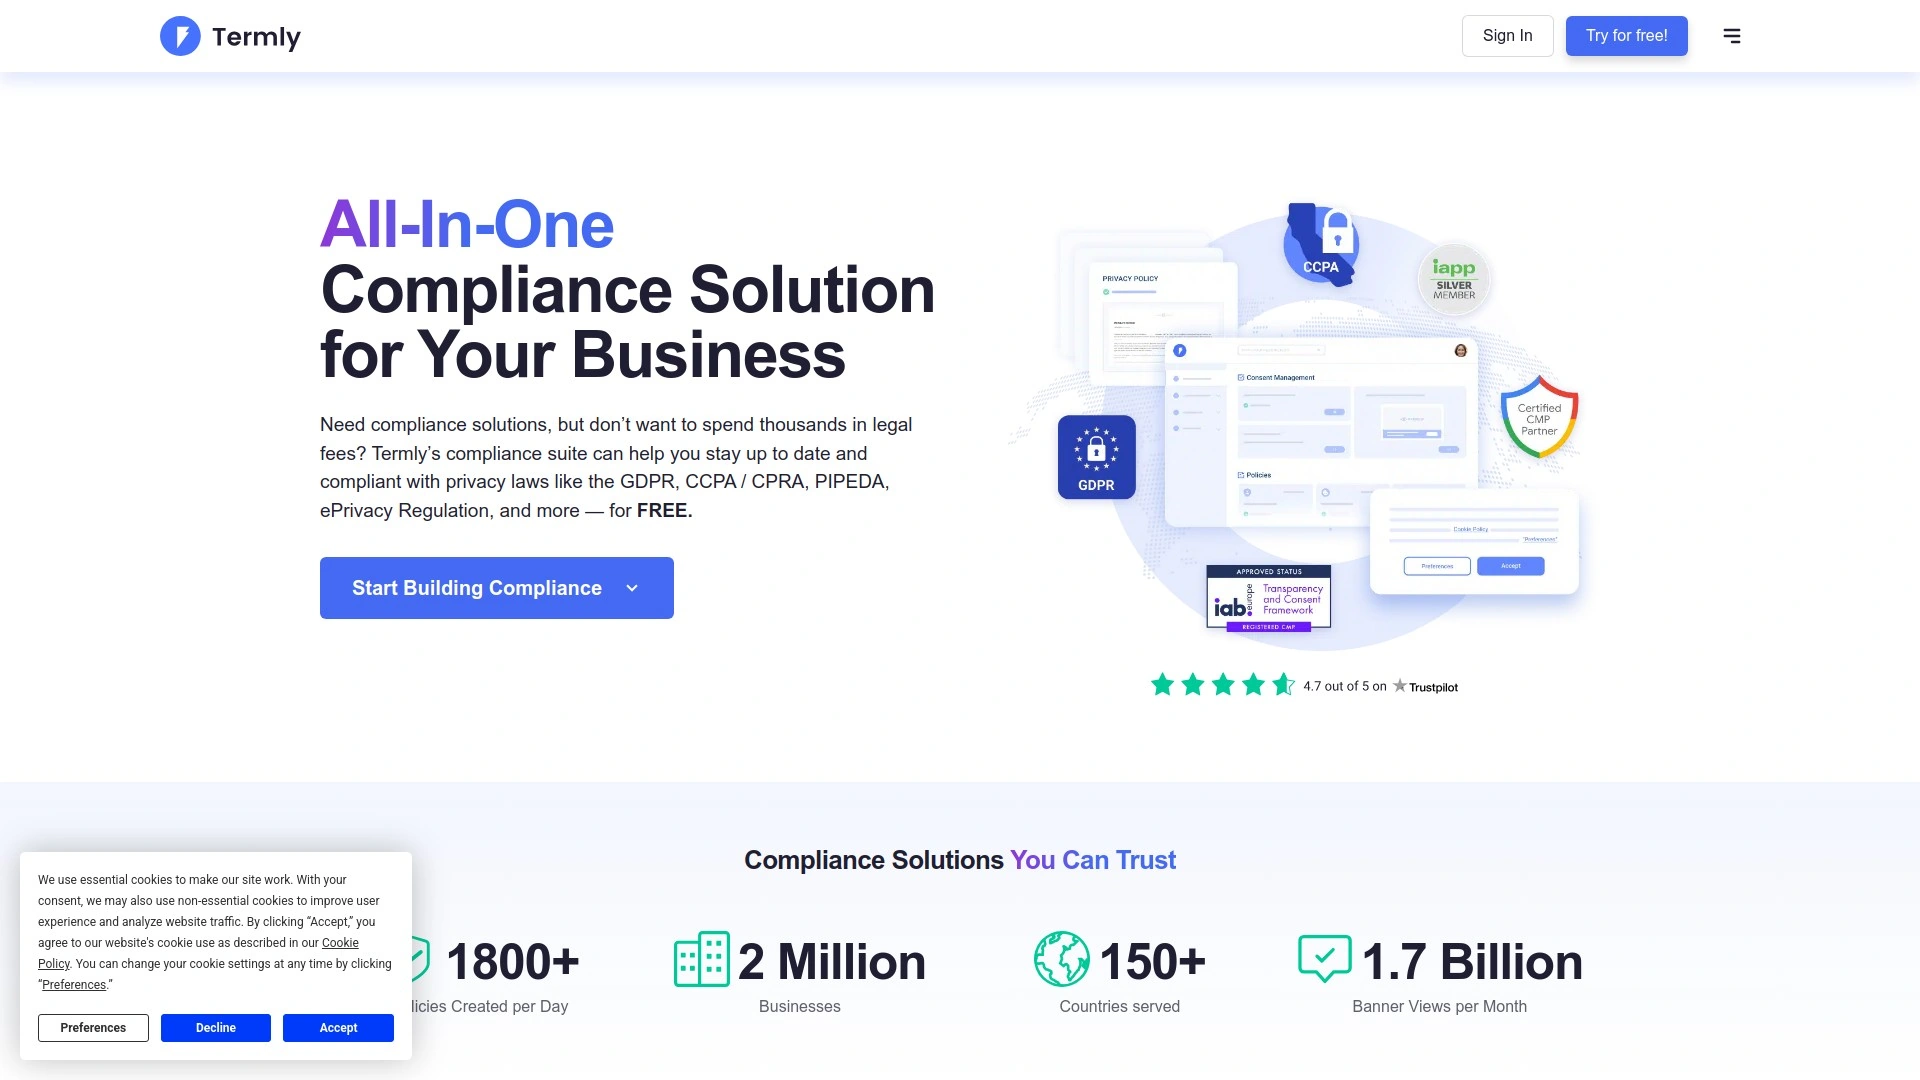 Termly
Sign In
Try for free!
All-In-One
Compliance Solution
for Your Business
Need compliance solutions, but don’t want to spend thousands in legal
fees? Termly’s compliance suite can help you stay up to date and
compliant with privacy laws like the GDPR, CCPA / CPRA, PIPEDA,
ePrivacy Regulation, and more — for FREE.
Start Building Compliance
CCPA
iapp
SILVER
MEMBER
PRIVACY POLICY
Consent Management
Certified
CMP
Partner
GDPR
Policies
Cookie Policy
"Preferences"
Preferences
Accept
APPROVED STATUS
iab.
europe
Transparency
and Consent
Framework
REGISTERED CMP
4.7 out of 5 on
Trustpilot
Compliance Solutions You Can Trust
1800+
licies Created per Day
2 Million
Businesses
150+
Countries served
1.7 Billion
Banner Views per Month
We use essential cookies to make our site work. With your
consent, we may also use non-essential cookies to improve user
experience and analyze website traffic. By clicking “Accept,” you
agree to our website's cookie use as described in our Cookie
Policy. You can change your cookie settings at any time by clicking
“Preferences.”
Preferences
Decline
Accept